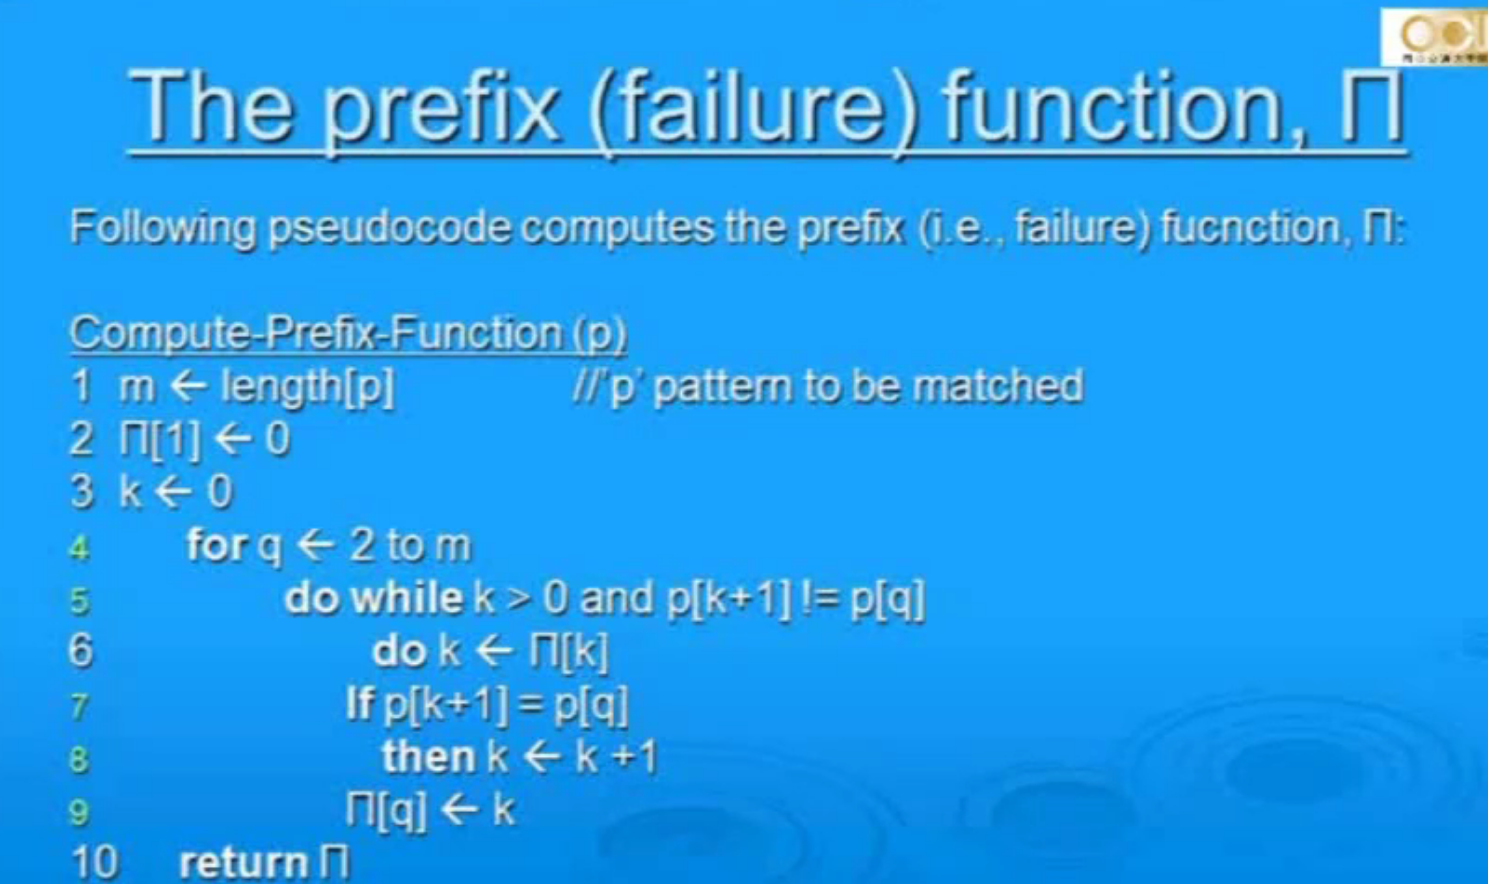 The prefix (failure) function, Π
Following pseudocode computes the prefix (i.e., failure) fucnction, Π:
Compute-Prefix-Function (p)
1 m ← length[p] //'p' pattern to be matched
2 Π[1] ← 0
3 k ← 0
4 for q ← 2 to m
5 do while k > 0 and p[k+1] != p[q]
6 do k ← Π[k]
7 If p[k+1] = p[q]
8 then k ← k +1
9 Π[q] ← k
10 return Π